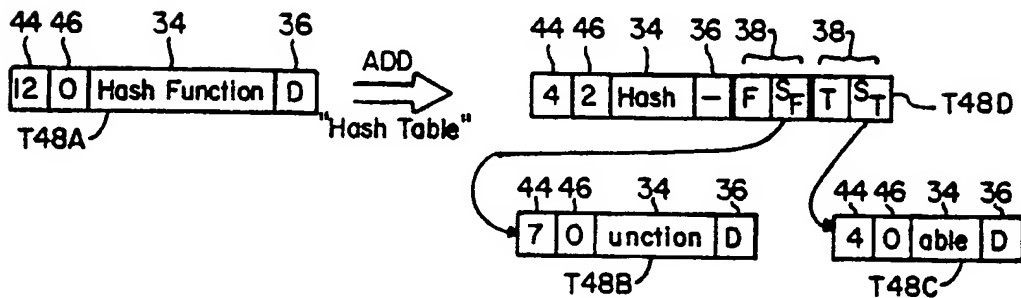 44 46 34 36
12 0 Hash Function D
T48A
ADD
"Hash Table"
44 46 34 36 38 38
4 2 Hash — F SF T ST
T48D
44 46 34 36
7 0 unction D
T48B
44 46 34 36
4 0 able D
T48C